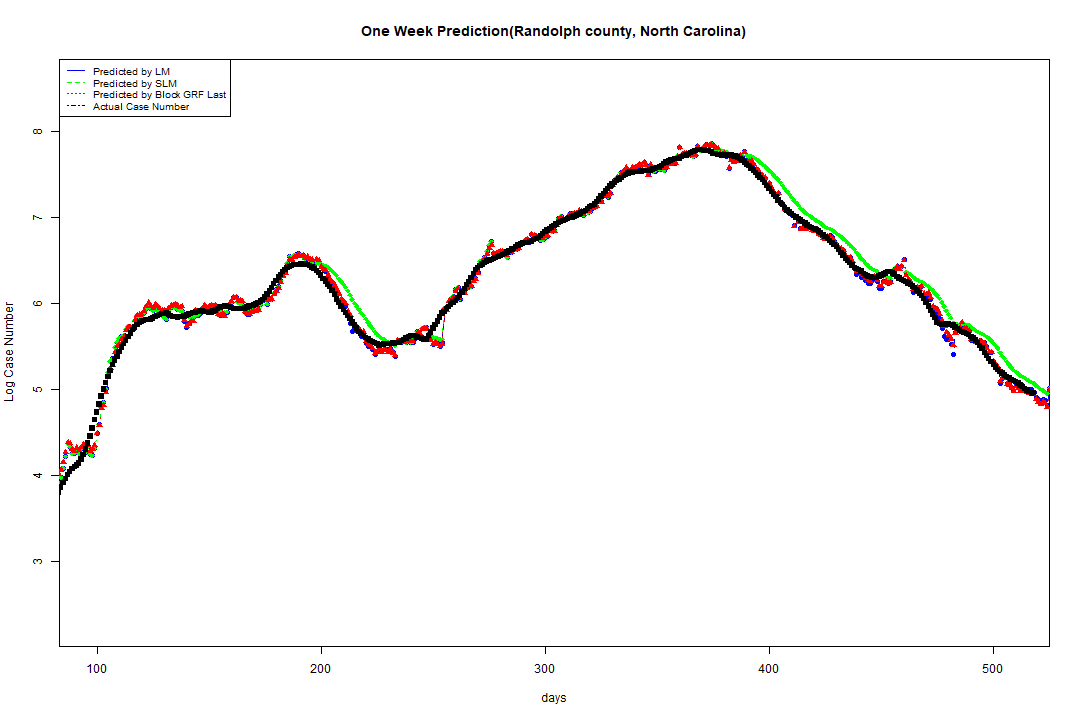 One Week Prediction(Randolph county, North Carolina)
Predicted by LM
Predicted by SLM
Predicted by Block GRF Last
Actual Case Number
8
7
6
5
4
3
Log Case Number
100 200 300 400 500
days